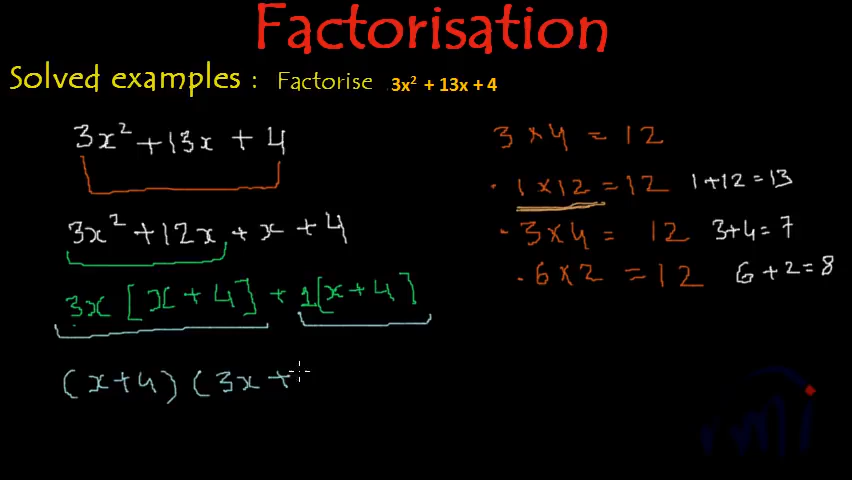 Factorisation
Solved examples : Factorise 3x² + 13x + 4
3x² + 13x + 4
3x² + 12x + x + 4
3x [x + 4] + 1[x + 4]
(x + 4) (3x +
3 × 4 = 12
· 1 × 12 = 12 1 + 12 = 13
· 3 × 4 = 12 3 + 4 = 7
· 6 × 2 = 12 6 + 2 = 8
rmi